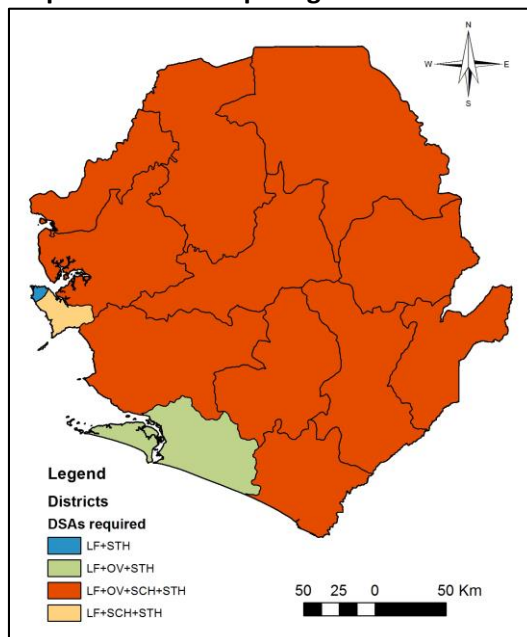 N
W E
S
Legend
Districts
DSAs required
LF+STH
LF+OV+STH
LF+OV+SCH+STH
LF+SCH+STH
50 25 0 50 Km